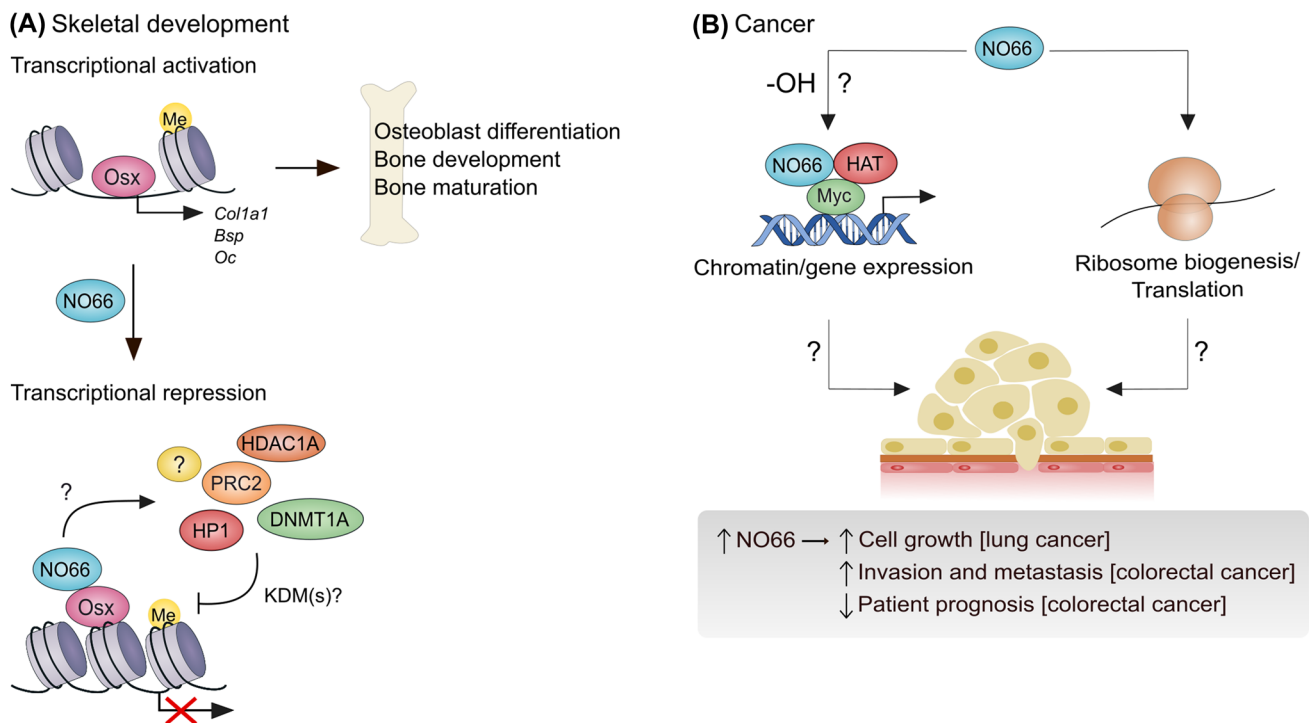 (A) Skeletal development
Transcriptional activation
Me
Osx
Col1a1
Bsp
Oc
Osteoblast differentiation
Bone development
Bone maturation
NO66
Transcriptional repression
HDAC1A
?
PRC2
?
HP1
DNMT1A
NO66
Osx
Me
KDM(s)?
(B) Cancer
NO66
-OH ?
NO66
HAT
Myc
Chromatin/gene expression
Ribosome biogenesis/
Translation
?
?
↑ NO66 → ↑ Cell growth [lung cancer]
↑ Invasion and metastasis [colorectal cancer]
↓ Patient prognosis [colorectal cancer]